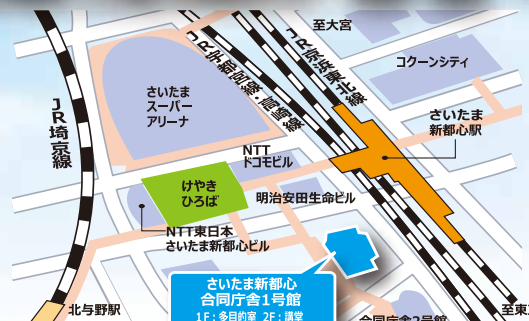 至大宮
JR宇都宮線・高崎線
JR京浜東北線
コクーンシティ
さいたま
スーパー
アリーナ
JR埼京線
さいたま
新都心駅
NTT
ドコモビル
けやき
ひろば
明治安田生命ビル
NTT東日本
さいたま新都心ビル
さいたま新都心
合同庁舎1号館
1F:多目的室 2F:講堂
北与野駅
合同庁舎2号館
至東